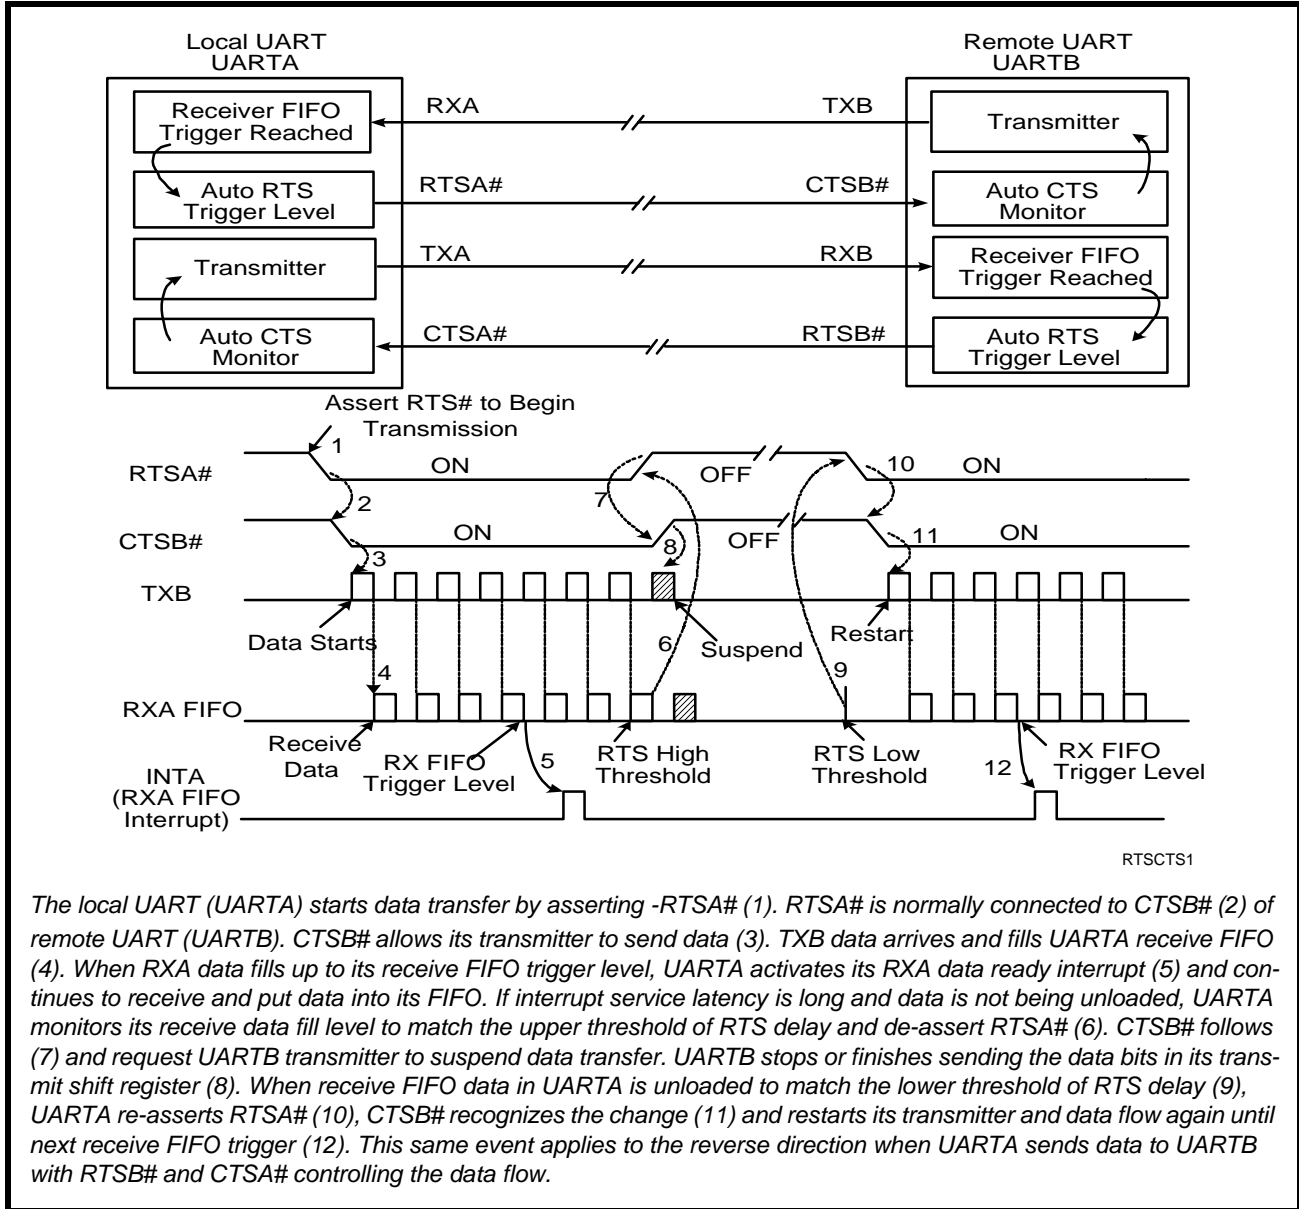 Local UART
UARTA
Remote UART
UARTB
Receiver FIFO
Trigger Reached
RXA
TXB
Transmitter
Auto RTS
Trigger Level
RTSA#
CTSB#
Auto CTS
Monitor
Transmitter
TXA
RXB
Receiver FIFO
Trigger Reached
Auto CTS
Monitor
CTSA#
RTSB#
Auto RTS
Trigger Level
Assert RTS# to Begin
Transmission
1
RTSA#
ON
OFF
10
ON
2
7
CTSB#
ON
8
OFF
11
ON
3
TXB
Data Starts
6
Suspend
Restart
4
9
RXA FIFO
Receive
Data
RX FIFO
Trigger Level
5
RTS High
Threshold
RTS Low
Threshold
12
RX FIFO
Trigger Level
INTA
(RXA FIFO
Interrupt)
RTSCTS1
The local UART (UARTA) starts data transfer by asserting -RTSA# (1). RTSA# is normally connected to CTSB# (2) of
remote UART (UARTB). CTSB# allows its transmitter to send data (3). TXB data arrives and fills UARTA receive FIFO
(4). When RXA data fills up to its receive FIFO trigger level, UARTA activates its RXA data ready interrupt (5) and con-
tinues to receive and put data into its FIFO. If interrupt service latency is long and data is not being unloaded, UARTA
monitors its receive data fill level to match the upper threshold of RTS delay and de-assert RTSA# (6). CTSB# follows
(7) and request UARTB transmitter to suspend data transfer. UARTB stops or finishes sending the data bits in its trans-
mit shift register (8). When receive FIFO data in UARTA is unloaded to match the lower threshold of RTS delay (9),
UARTA re-asserts RTSA# (10), CTSB# recognizes the change (11) and restarts its transmitter and data flow again until
next receive FIFO trigger (12). This same event applies to the reverse direction when UARTA sends data to UARTB
with RTSB# and CTSA# controlling the data flow.